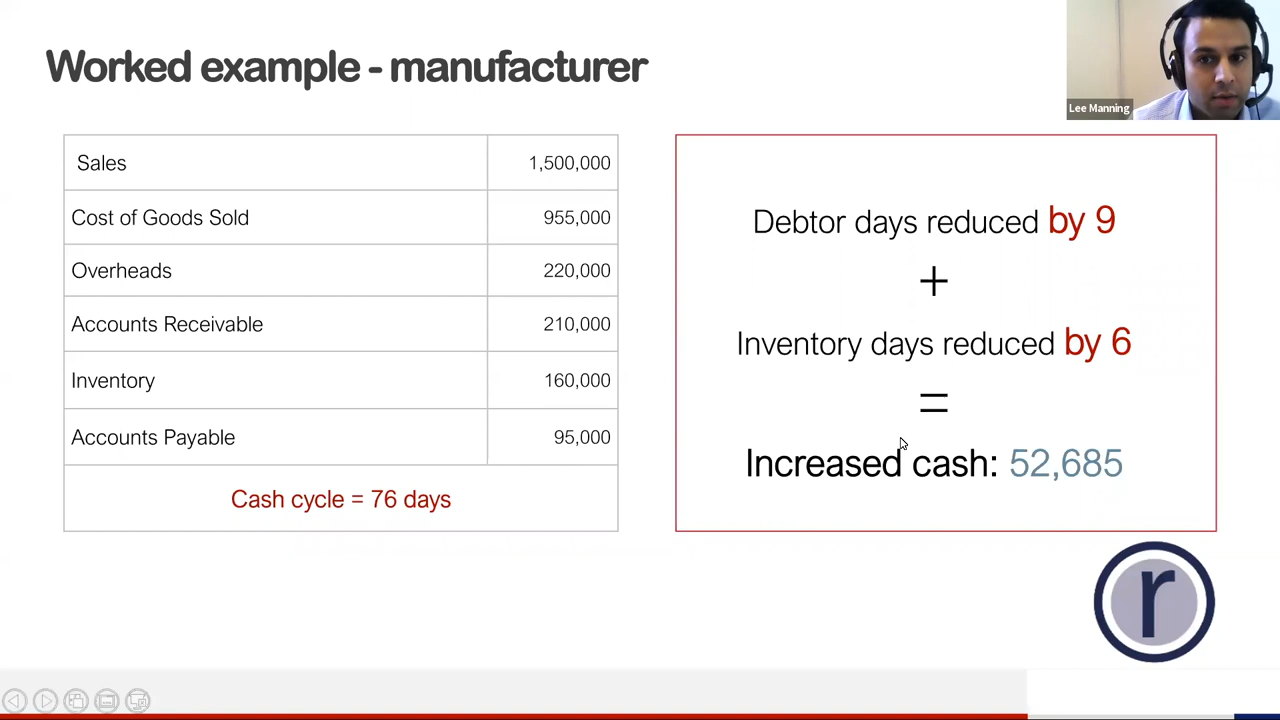 Worked example - manufacturer
Lee Manning
Sales 1,500,000
Cost of Goods Sold 955,000
Overheads 220,000
Accounts Receivable 210,000
Inventory 160,000
Accounts Payable 95,000
Cash cycle = 76 days
Debtor days reduced by 9
+
Inventory days reduced by 6
=
Increased cash: 52,685
r